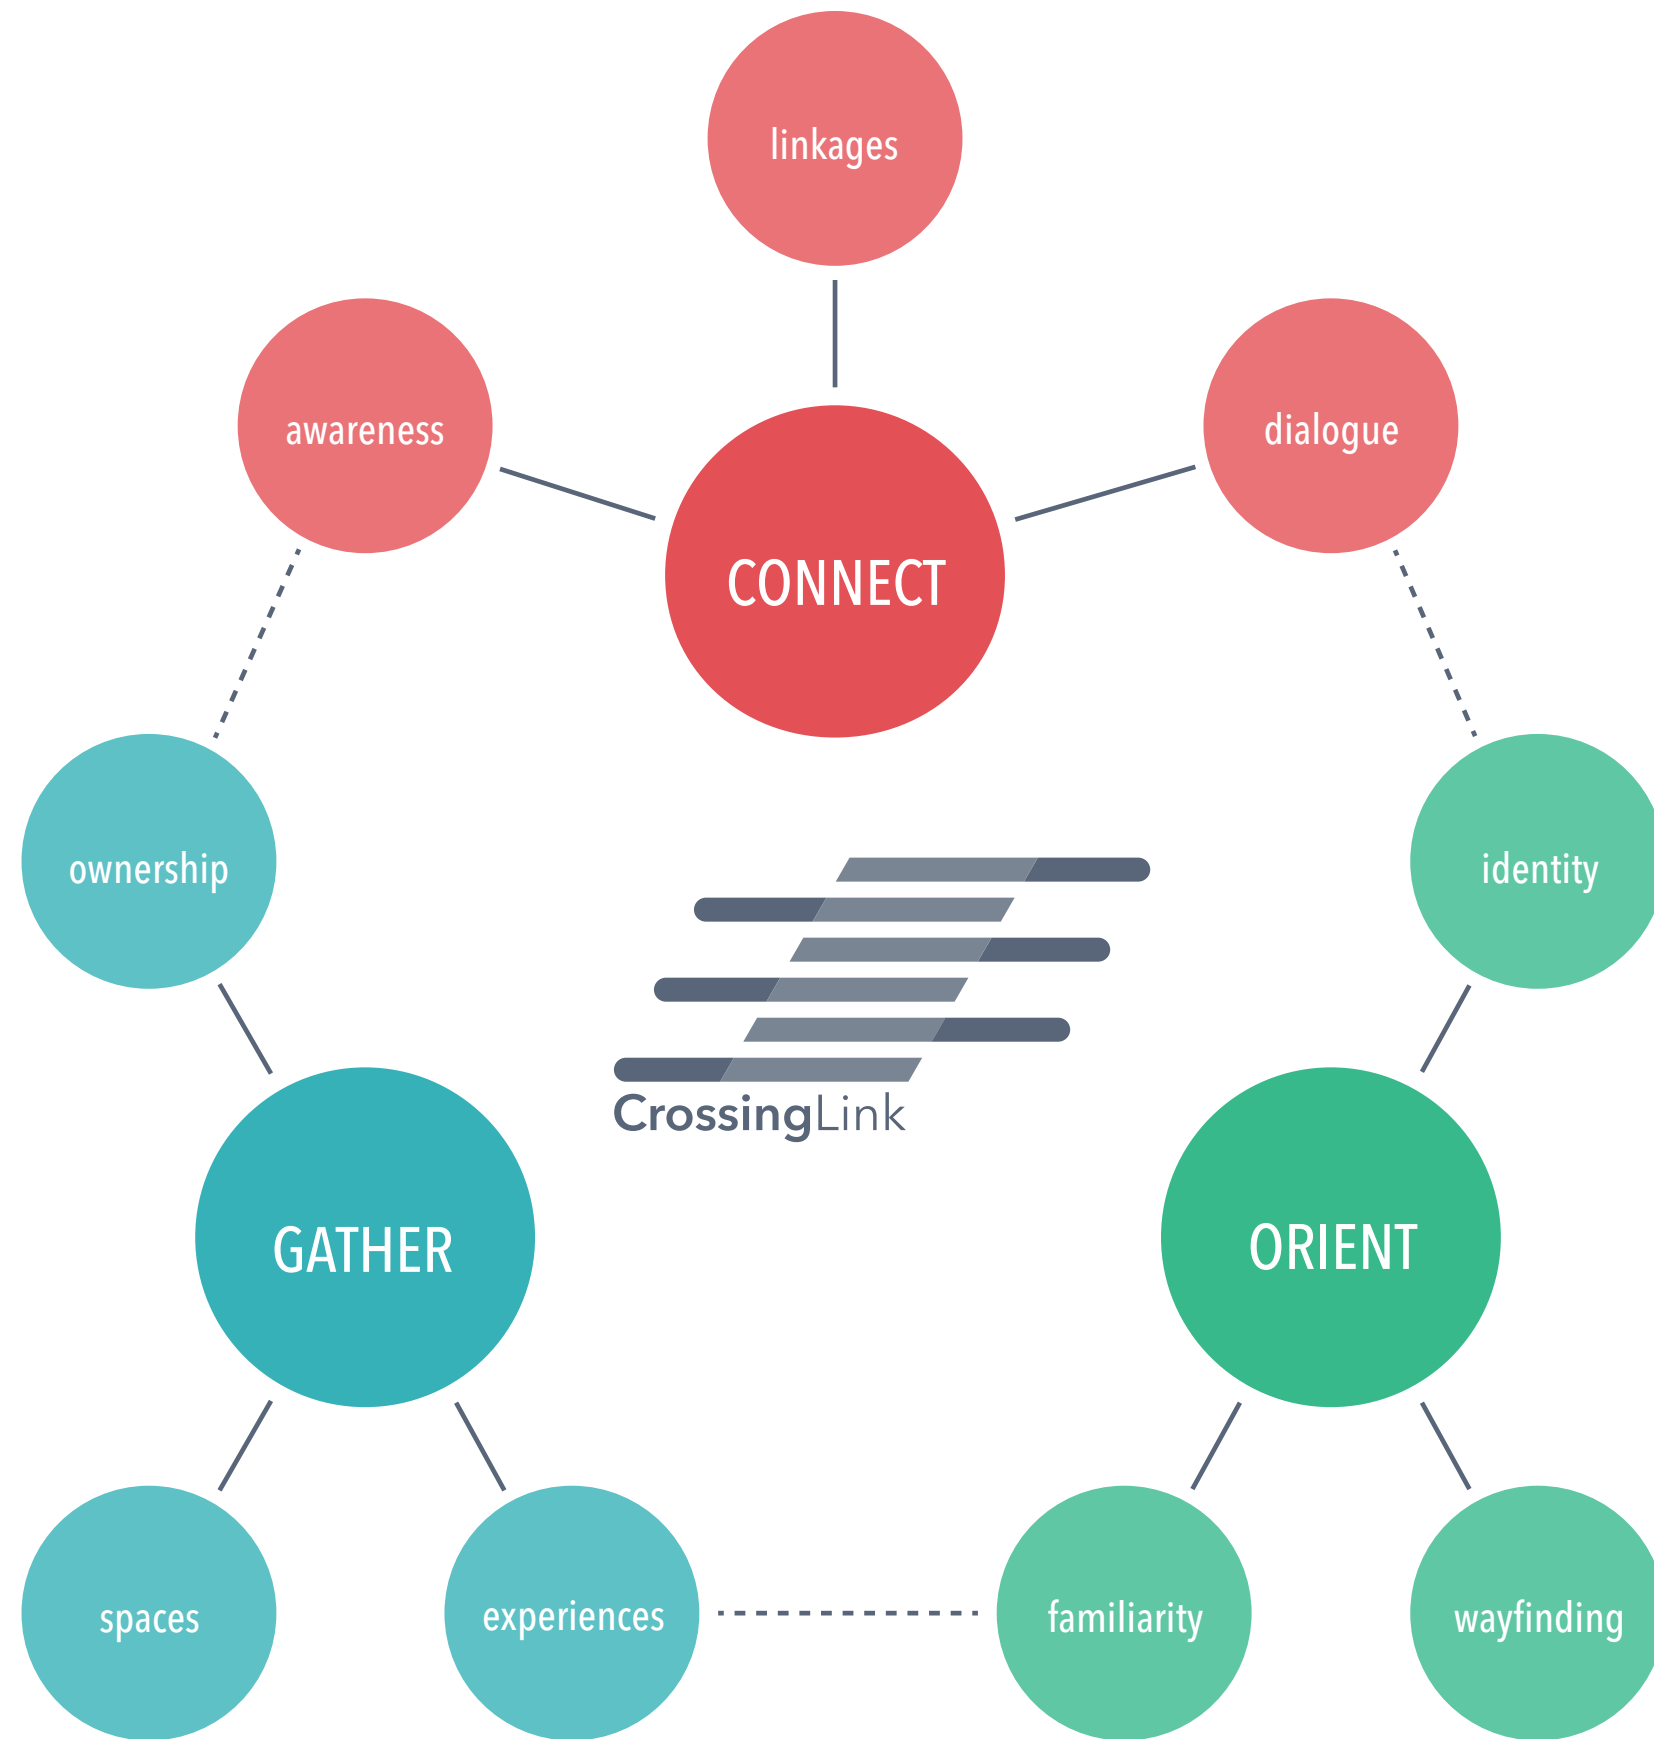 linkages
awareness
dialogue
CONNECT
ownership
identity
CrossingLink
GATHER
ORIENT
spaces
experiences
familiarity
wayfinding